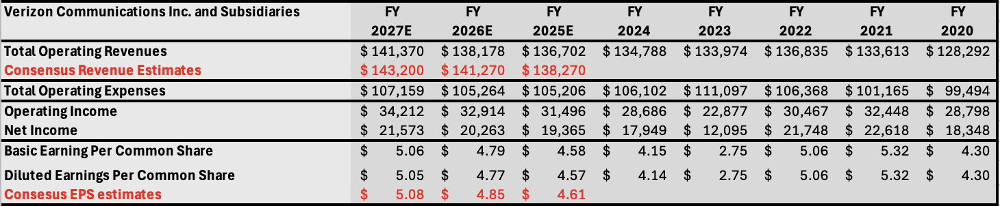 Verizon Communications Inc. and Subsidiaries FY FY FY FY FY FY FY FY
2027E 2026E 2025E 2024 2023 2022 2021 2020
Total Operating Revenues $ 141,370 $ 138,178 $ 136,702 $ 134,788 $ 133,974 $ 136,835 $ 133,613 $ 128,292
Consensus Revenue Estimates $ 143,200 $ 141,270 $ 138,270
Total Operating Expenses $ 107,159 $ 105,264 $ 105,206 $ 106,102 $ 111,097 $ 106,368 $ 101,165 $ 99,494
Operating Income $ 34,212 $ 32,914 $ 31,496 $ 28,686 $ 22,877 $ 30,467 $ 32,448 $ 28,798
Net Income $ 21,573 $ 20,263 $ 19,365 $ 17,949 $ 12,095 $ 21,748 $ 22,618 $ 18,348
Basic Earning Per Common Share $ 5.06 $ 4.79 $ 4.58 $ 4.15 $ 2.75 $ 5.06 $ 5.32 $ 4.30
Diluted Earnings Per Common Share $ 5.05 $ 4.77 $ 4.57 $ 4.14 $ 2.75 $ 5.06 $ 5.32 $ 4.30
Consesus EPS estimates $ 5.08 $ 4.85 $ 4.61